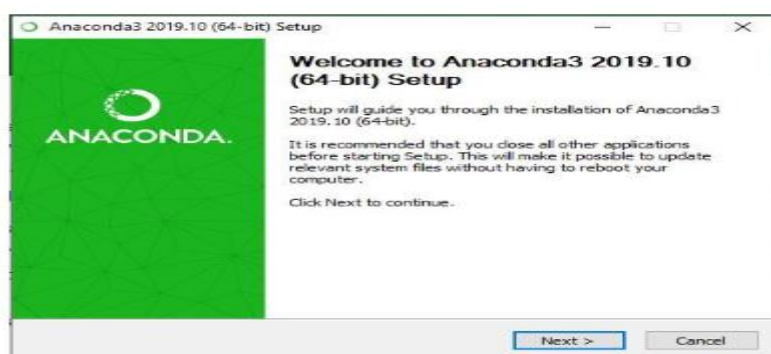 Anaconda3 2019.10 (64-bit) Setup
Welcome to Anaconda3 2019.10
(64-bit) Setup
ANACONDA.
Setup will guide you through the installation of Anaconda3
2019.10 (64-bit).
It is recommended that you close all other applications
before starting Setup. This will make it possible to update
relevant system files without having to reboot your
computer.
Click Next to continue.
Next >
Cancel